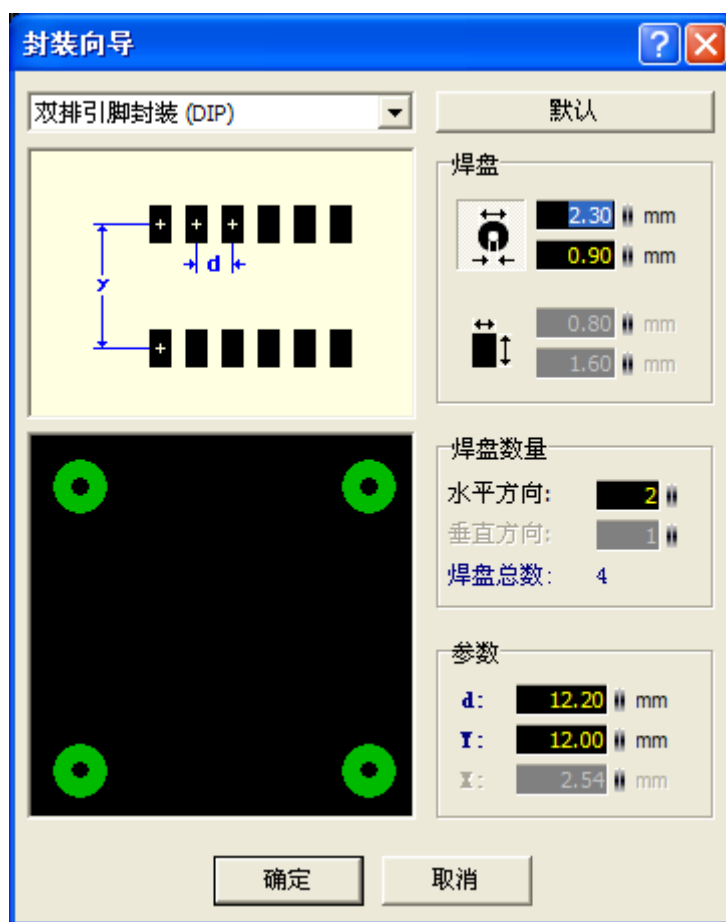 封装向导
双排引脚封装 (DIP)
默认
焊盘
2.30 mm
0.90 mm
0.80 mm
1.60 mm
d
y
焊盘数量
水平方向: 2
垂直方向: 1
焊盘总数: 4
参数
d: 12.20 mm
Y: 12.00 mm
X: 2.54 mm
确定
取消